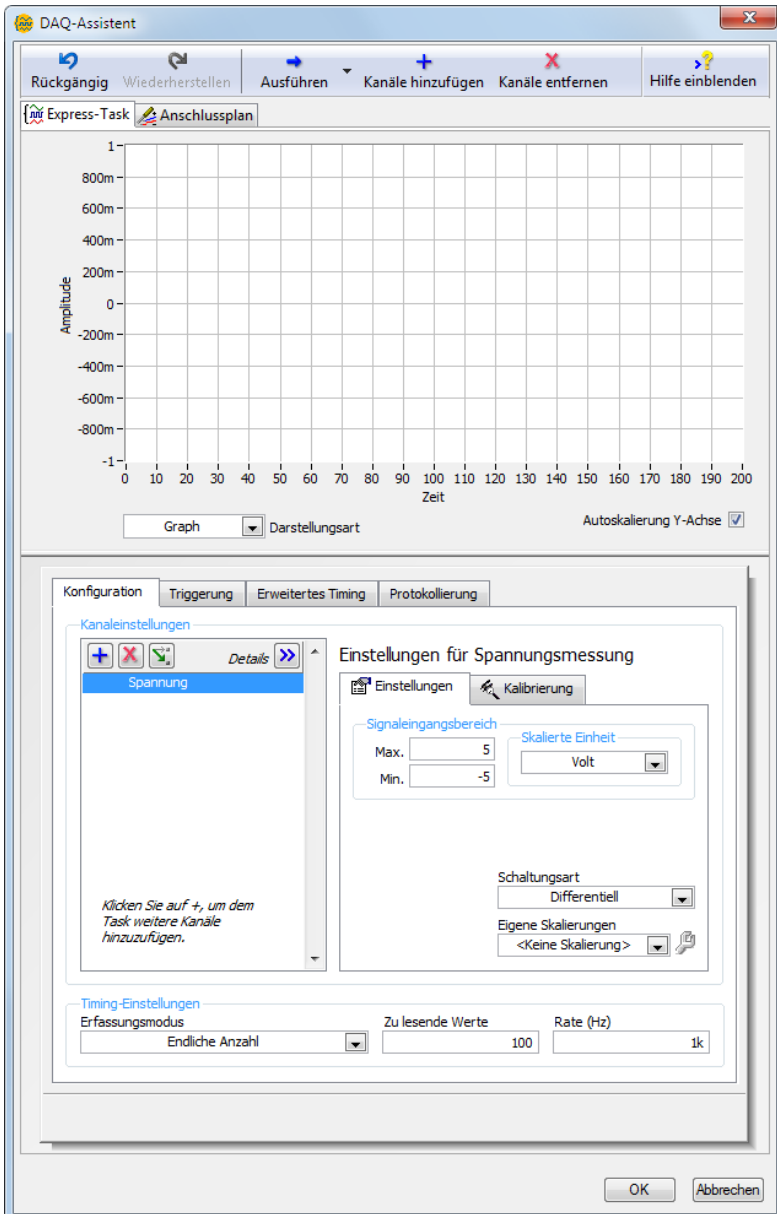 DAQ-Assistent
x
Rückgängig Wiederherstellen Ausführen Kanäle hinzufügen Kanäle entfernen Hilfe einblenden
Express-Task Anschlussplan
1
800m
600m
400m
200m
0
-200m
-400m
-600m
-800m
-1
Amplitude
0 10 20 30 40 50 60 70 80 90 100 110 120 130 140 150 160 170 180 190 200
Zeit
Graph Darstellungsart Autoskalierung Y-Achse
Konfiguration Triggerung Erweitertes Timing Protokollierung
Kanaleinstellungen
Details
Spannung
Klicken Sie auf +, um dem
Task weitere Kanäle
hinzuzufügen.
Einstellungen für Spannungsmessung
Einstellungen Kalibrierung
Signaleingangsbereich
Max. 5
Min. -5
Skalierte Einheit
Volt
Schaltungsart
Differentiell
Eigene Skalierungen
<Keine Skalierung>
Timing-Einstellungen
Erfassungsmodus Zu lesende Werte Rate (Hz)
Endliche Anzahl 100 1k
OK Abbrechen